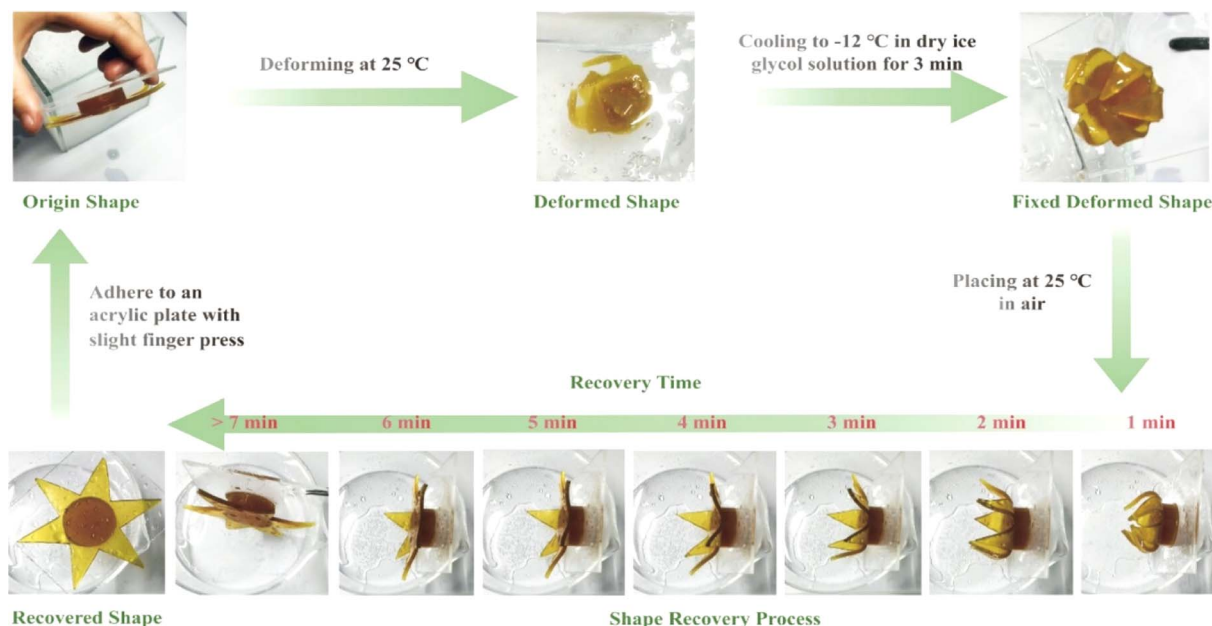 Deforming at 25 °C
Cooling to -12 °C in dry ice
glycol solution for 3 min
Origin Shape
Deformed Shape
Fixed Deformed Shape
Adhere to an
acrylic plate with
slight finger press
Placing at 25 °C
in air
Recovery Time
> 7 min 6 min 5 min 4 min 3 min 2 min 1 min
Recovered Shape
Shape Recovery Process